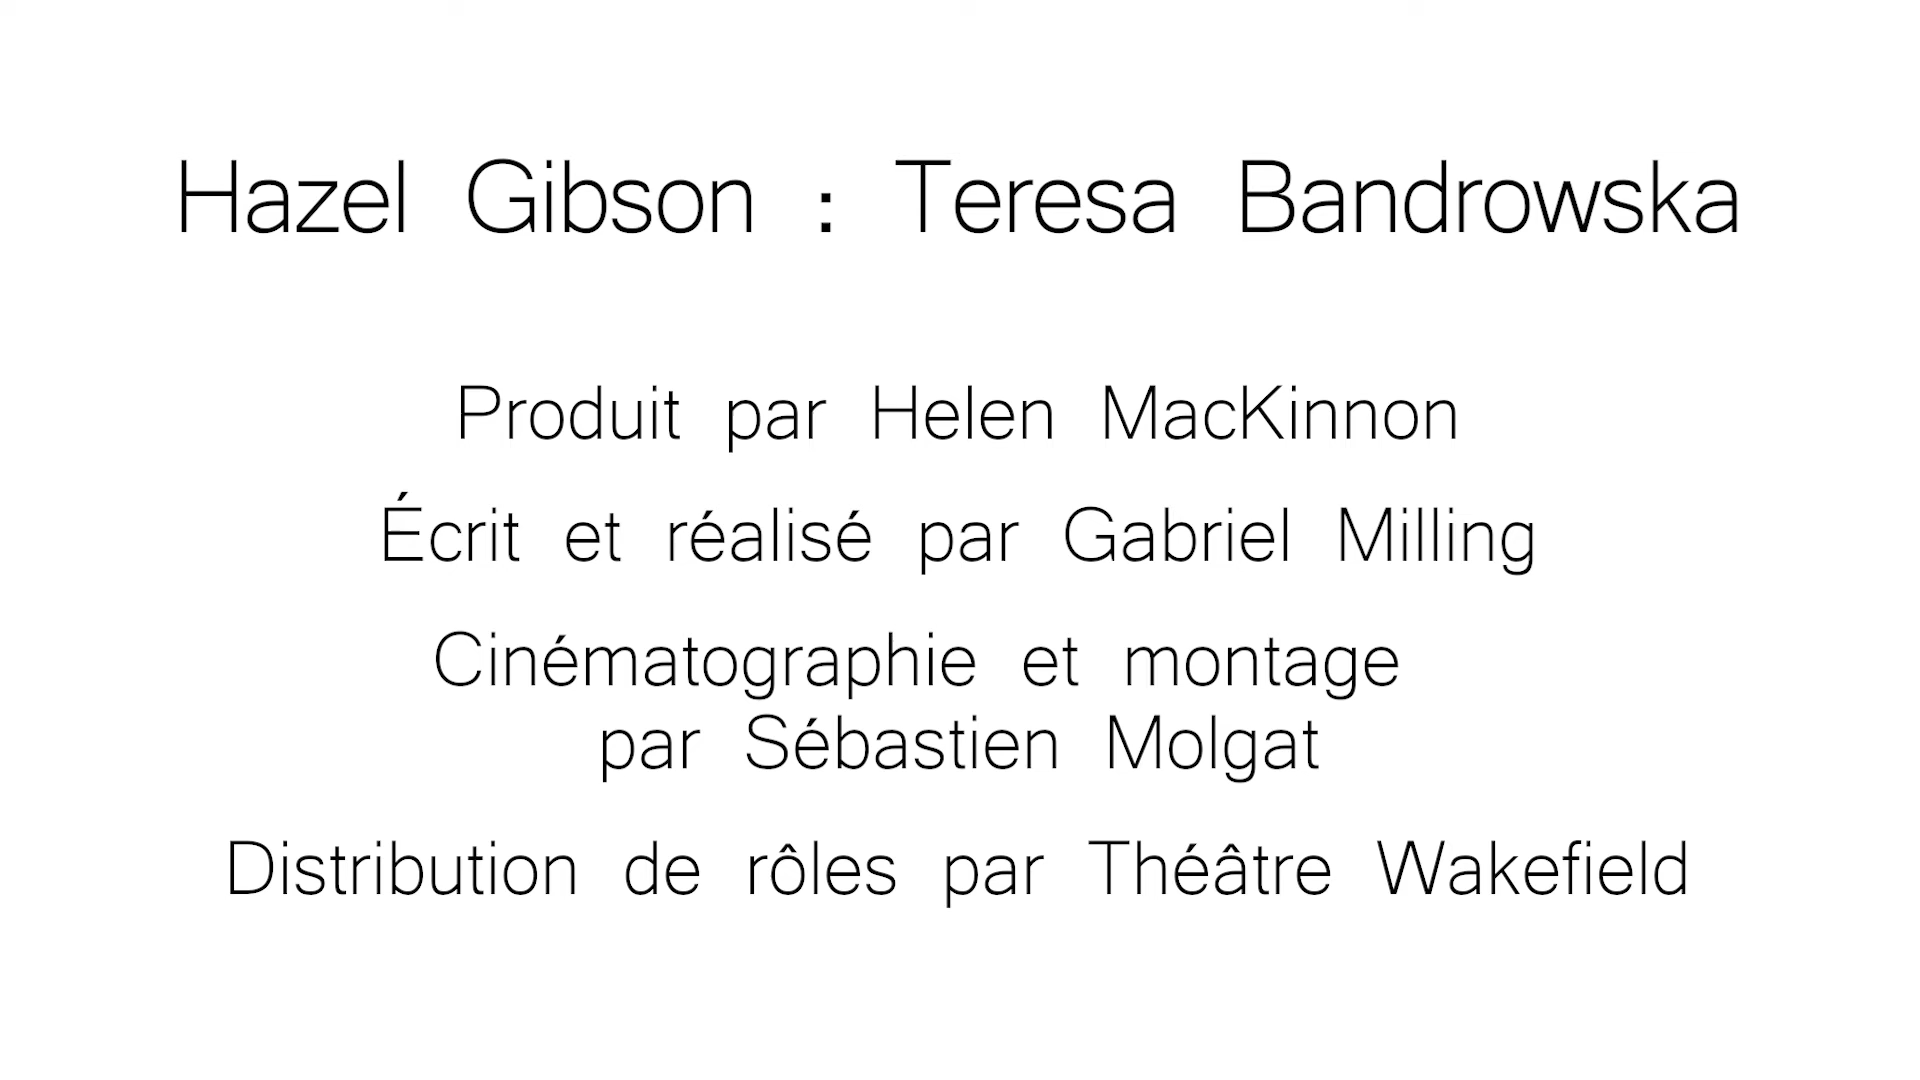 Hazel Gibson : Teresa Bandrowska
Produit par Helen MacKinnon
Écrit et réalisé par Gabriel Milling
Cinématographie et montage
par Sébastien Molgat
Distribution de rôles par Théâtre Wakefield